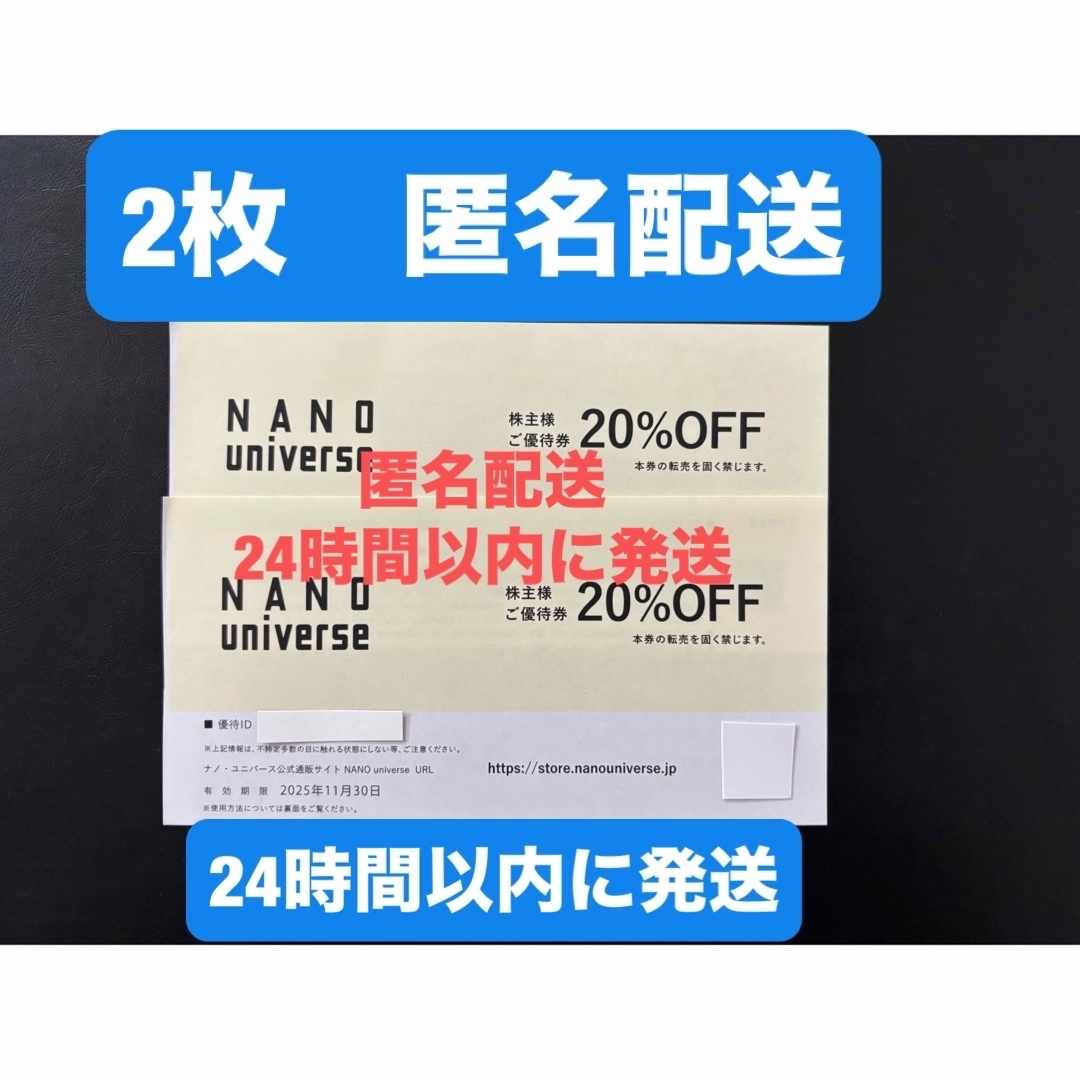 2枚　匿名配送
NANO
universe
株主様
ご優待券
20%OFF
本券の転売を固く禁じます。
匿名配送
24時間以内に発送
NANO
universe
株主様
ご優待券
20%OFF
本券の転売を固く禁じます。
■ 優待ID
※上記情報は、不特定多数の目に触れる状態にしない等、ご注意ください。
ナノ・ユニバース公式通販サイト NANO universe URL
https://store.nanouniverse.jp
有効期限 2025年11月30日
※使用方法については裏面をご覧ください。
24時間以内に発送